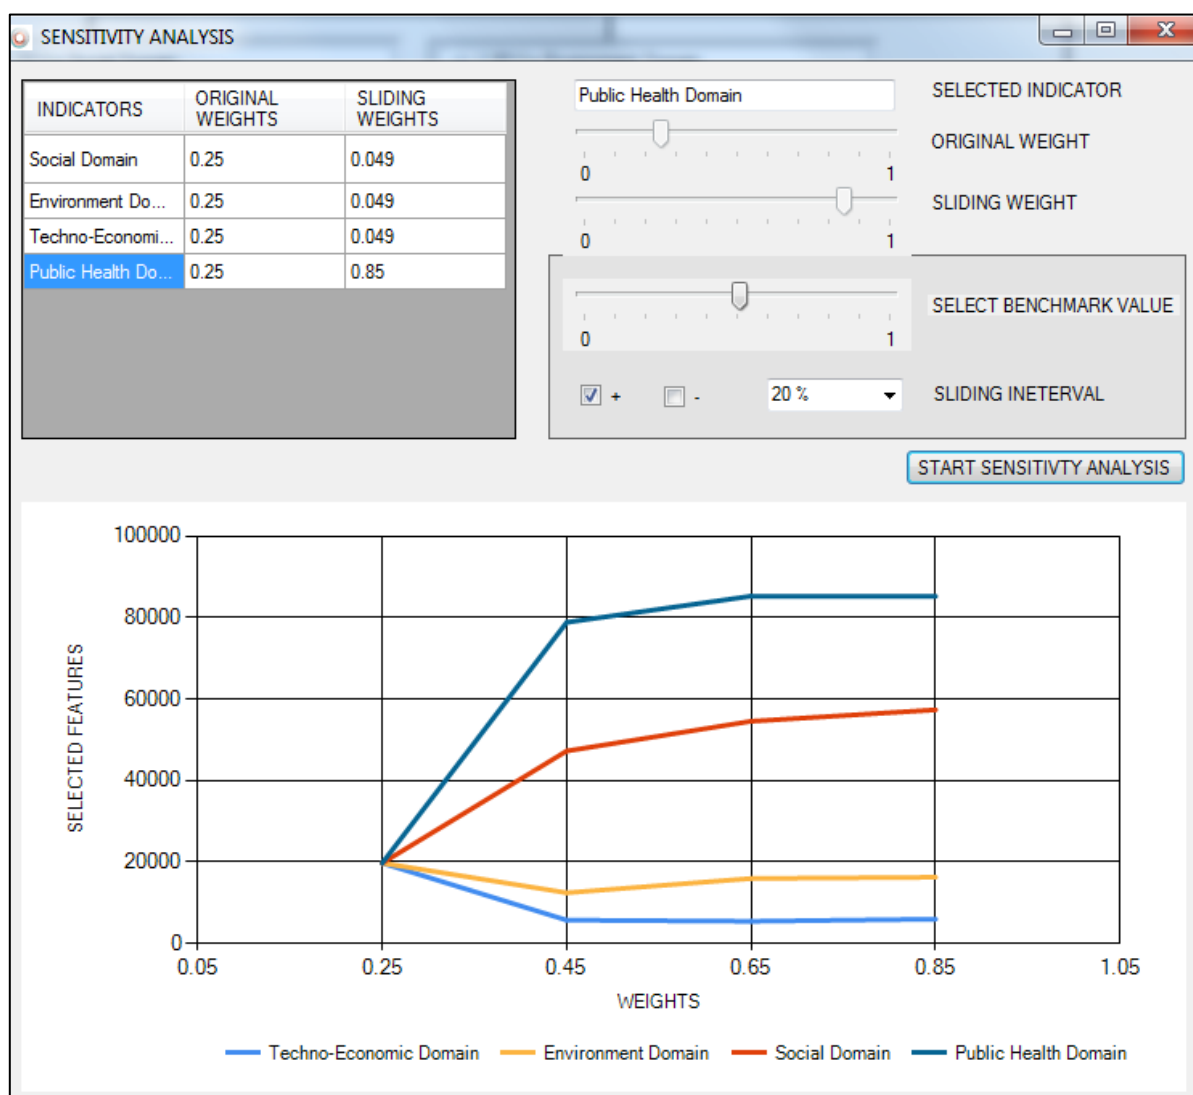 SENSITIVITY ANALYSIS
INDICATORS ORIGINAL WEIGHTS SLIDING WEIGHTS
Social Domain 0.25 0.049
Environment Do... 0.25 0.049
Techno-Economi... 0.25 0.049
Public Health Do... 0.25 0.85
Public Health Domain SELECTED INDICATOR
ORIGINAL WEIGHT
0 1
SLIDING WEIGHT
0 1
SELECT BENCHMARK VALUE
0 1
+ - 20 % SLIDING INETERVAL
START SENSITIVTY ANALYSIS
100000
80000
60000
40000
20000
0
SELECTED FEATURES
0.05 0.25 0.45 0.65 0.85 1.05
WEIGHTS
Techno-Economic Domain Environment Domain Social Domain Public Health Domain